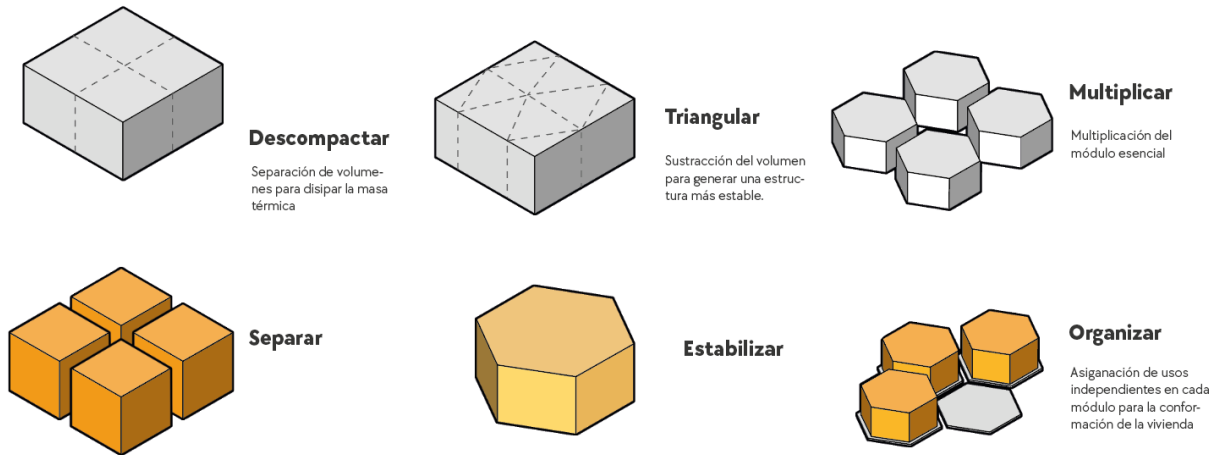 Descompactar
Separación de volume-
nes para disipar la masa
térmica
Triangular
Sustracción del volumen
para generar una estruc-
tura más estable.
Multiplicar
Multiplicación del
módulo esencial
Separar
Estabilizar
Organizar
Asiganación de usos
independientes en cada
módulo para la confor-
mación de la vivienda